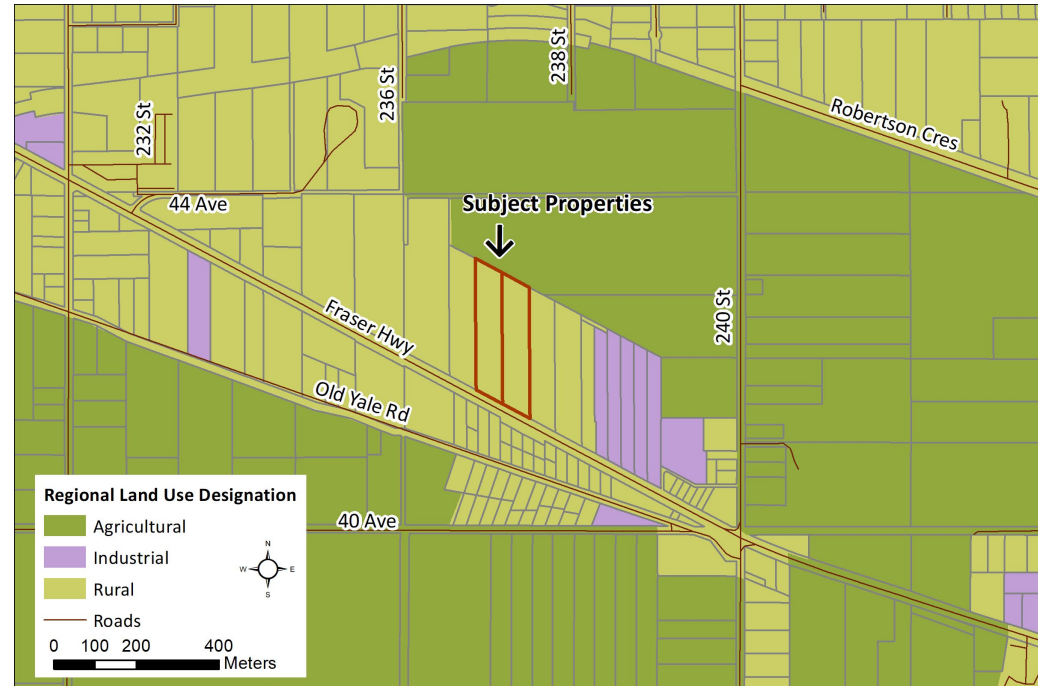 238 St
236 St
232 St
Robertson Cres
44 Ave
Subject Properties
Fraser Hwy
240 St
Old Yale Rd
40 Ave
Regional Land Use Designation
Agricultural
Industrial
Rural
Roads
N
W E
S
0 100 200 400
Meters